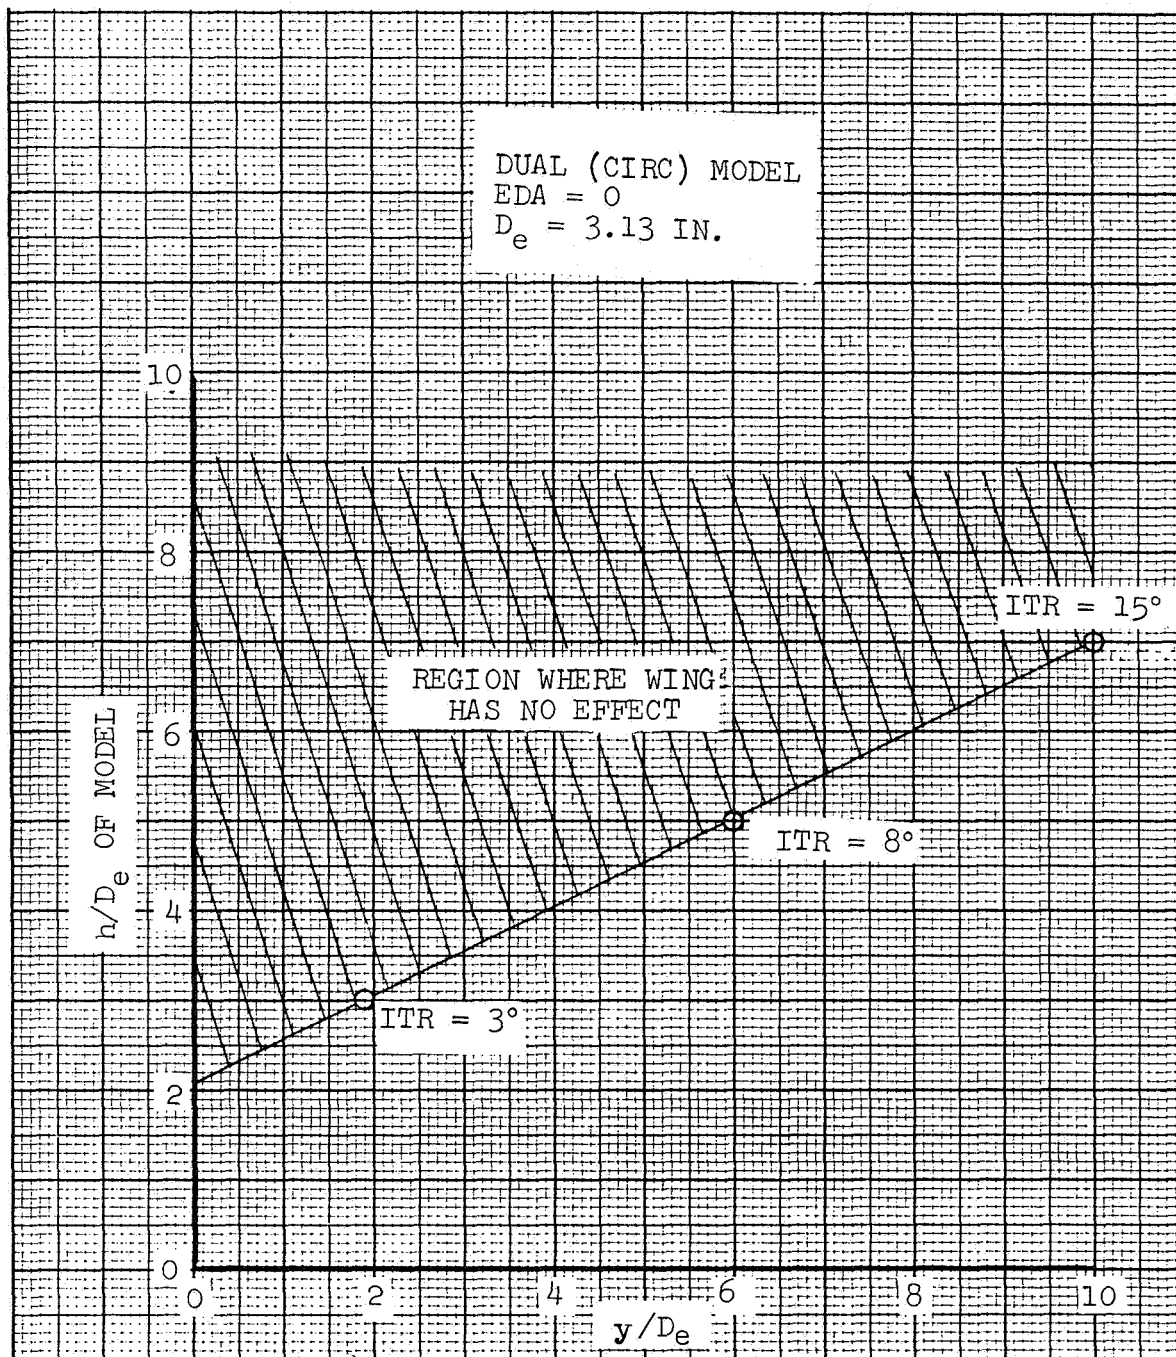 DUAL (CIRC) MODEL
EDA = 0
De = 3.13 IN.
10
8
6
4
2
0
h/De OF MODEL
ITR = 15°
REGION WHERE WING
HAS NO EFFECT
ITR = 8°
ITR = 3°
0 2 4 6 8 10
y/De